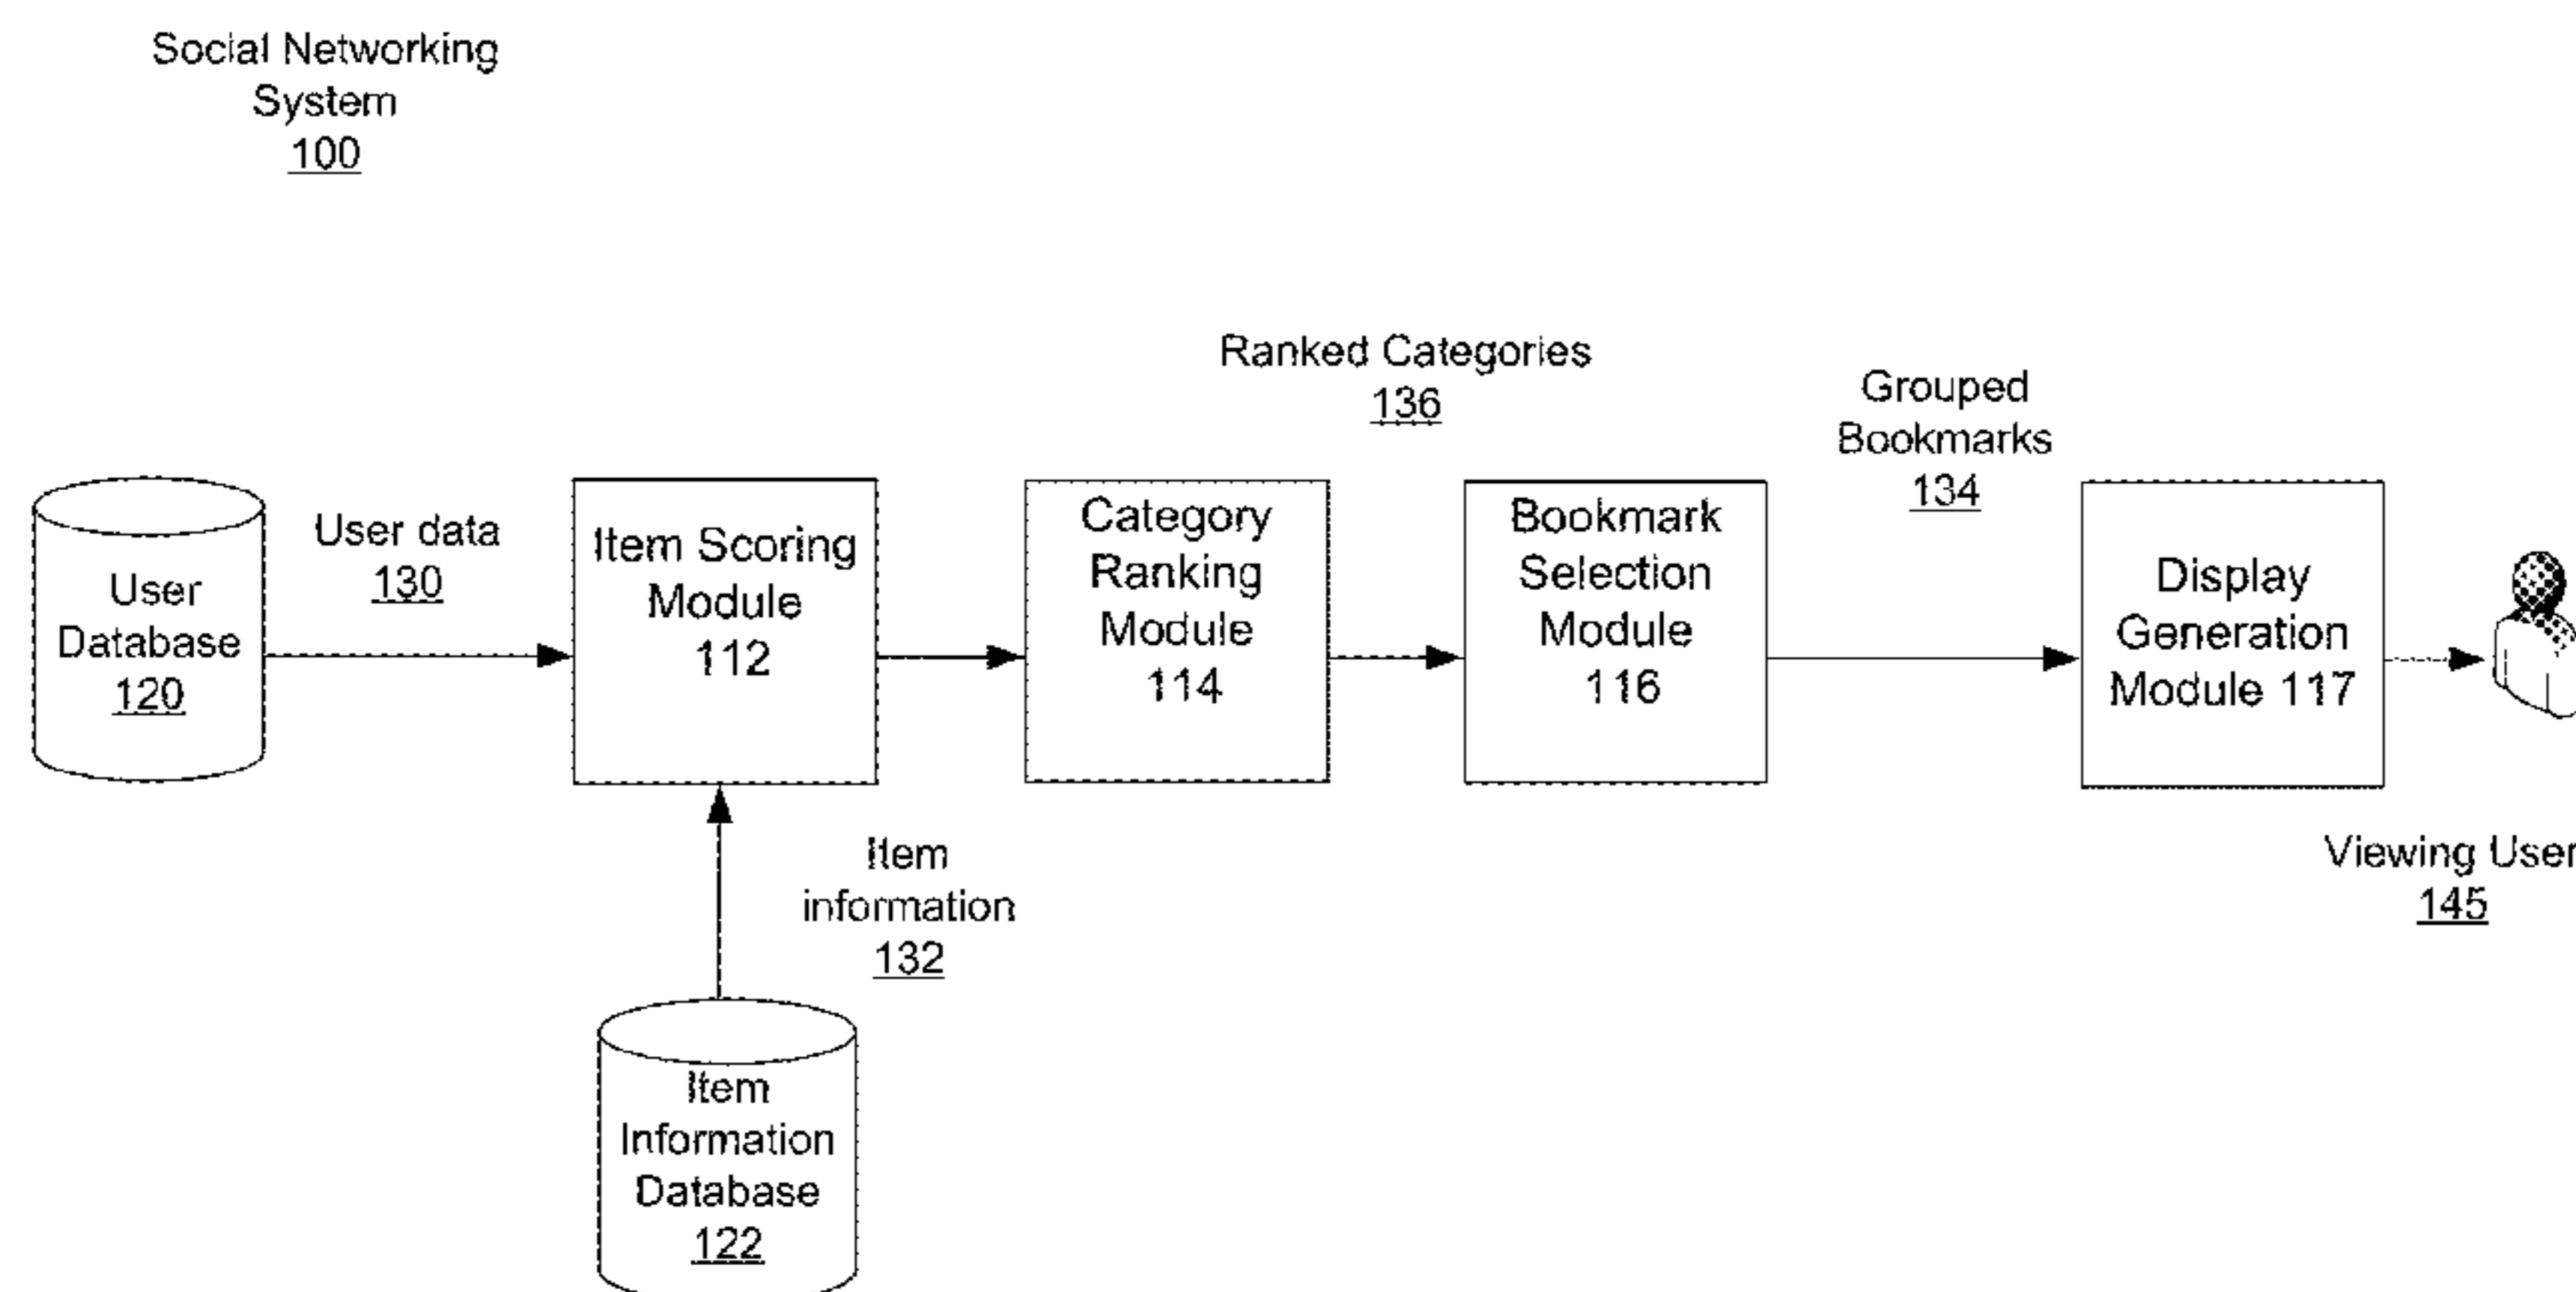 Social Networking
System
100
Ranked Categories
136
Grouped
Bookmarks
134
User
Database
120
User data
130
Item Scoring
Module
112
Category
Ranking
Module
114
Bookmark
Selection
Module
116
Display
Generation
Module 117
Viewing User
145
Item
information
132
Item
Information
Database
122